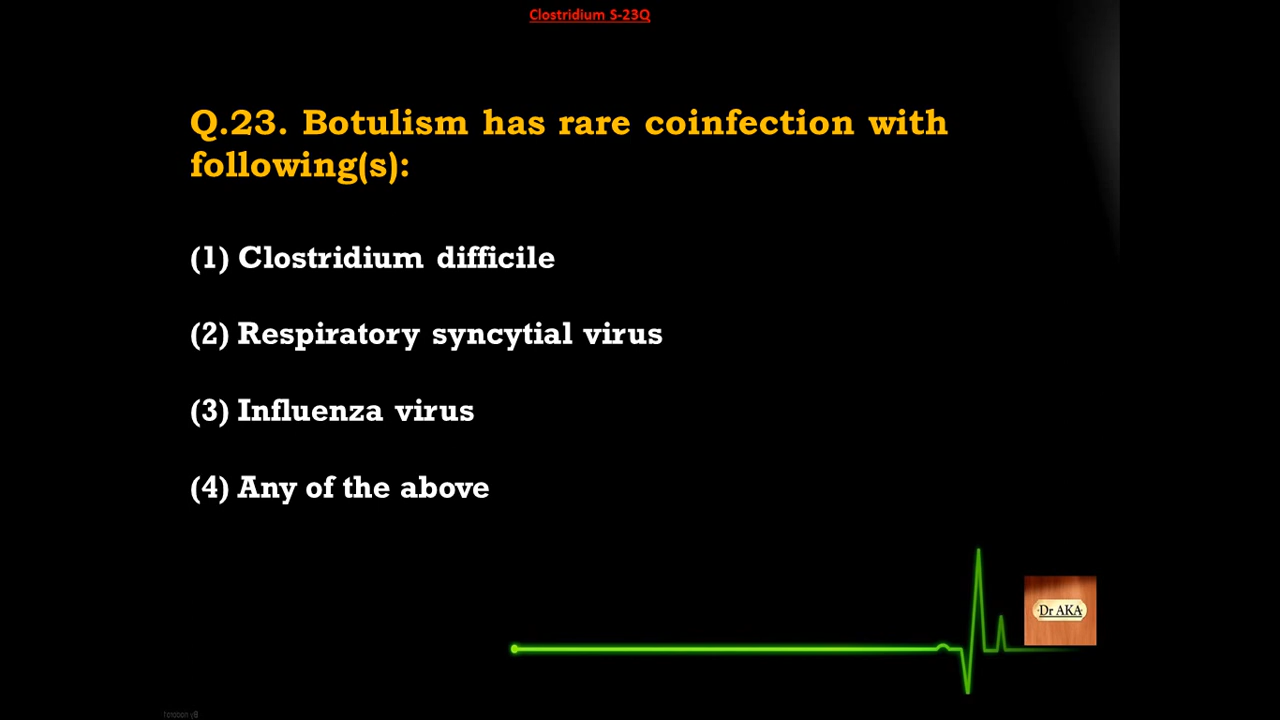 Clostridium S-23Q
Q.23. Botulism has rare coinfection with
following(s):
(1) Clostridium difficile
(2) Respiratory syncytial virus
(3) Influenza virus
(4) Any of the above
Dr AKA